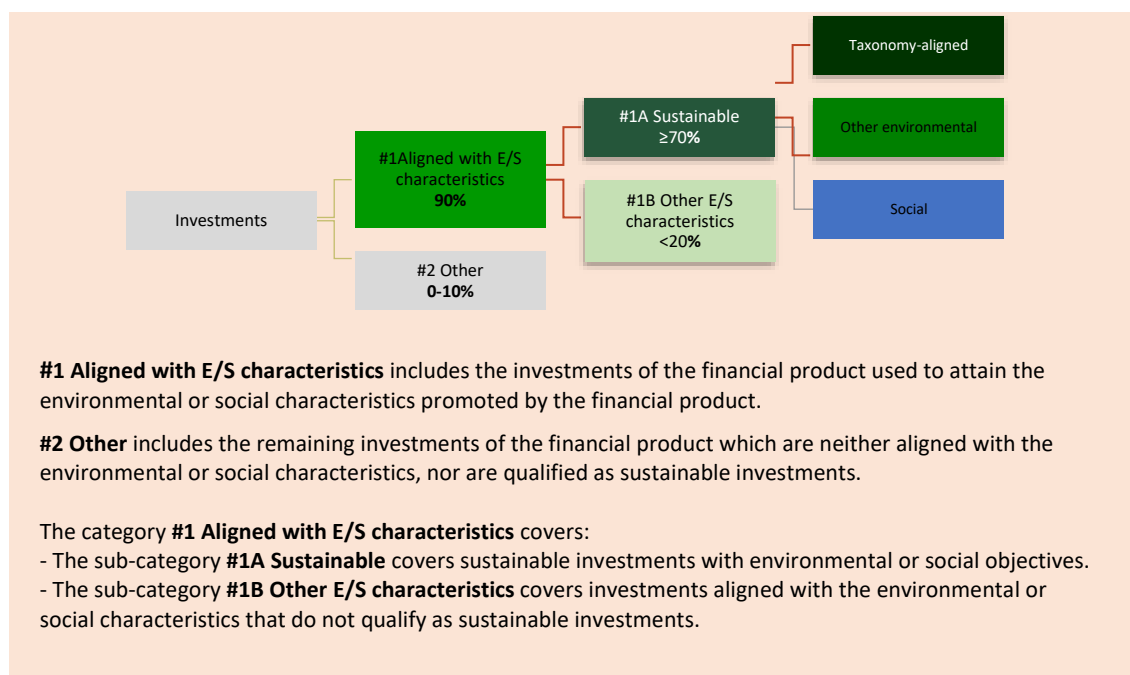 Taxonomy-aligned
#1A Sustainable
≥70%
Other environmental
#1Aligned with E/S
characteristics
90%
#1B Other E/S
characteristics
<20%
Social
Investments
#2 Other
0-10%
#1 Aligned with E/S characteristics includes the investments of the financial product used to attain the
environmental or social characteristics promoted by the financial product.
#2 Other includes the remaining investments of the financial product which are neither aligned with the
environmental or social characteristics, nor are qualified as sustainable investments.
The category #1 Aligned with E/S characteristics covers:
- The sub-category #1A Sustainable covers sustainable investments with environmental or social objectives.
- The sub-category #1B Other E/S characteristics covers investments aligned with the environmental or
social characteristics that do not qualify as sustainable investments.